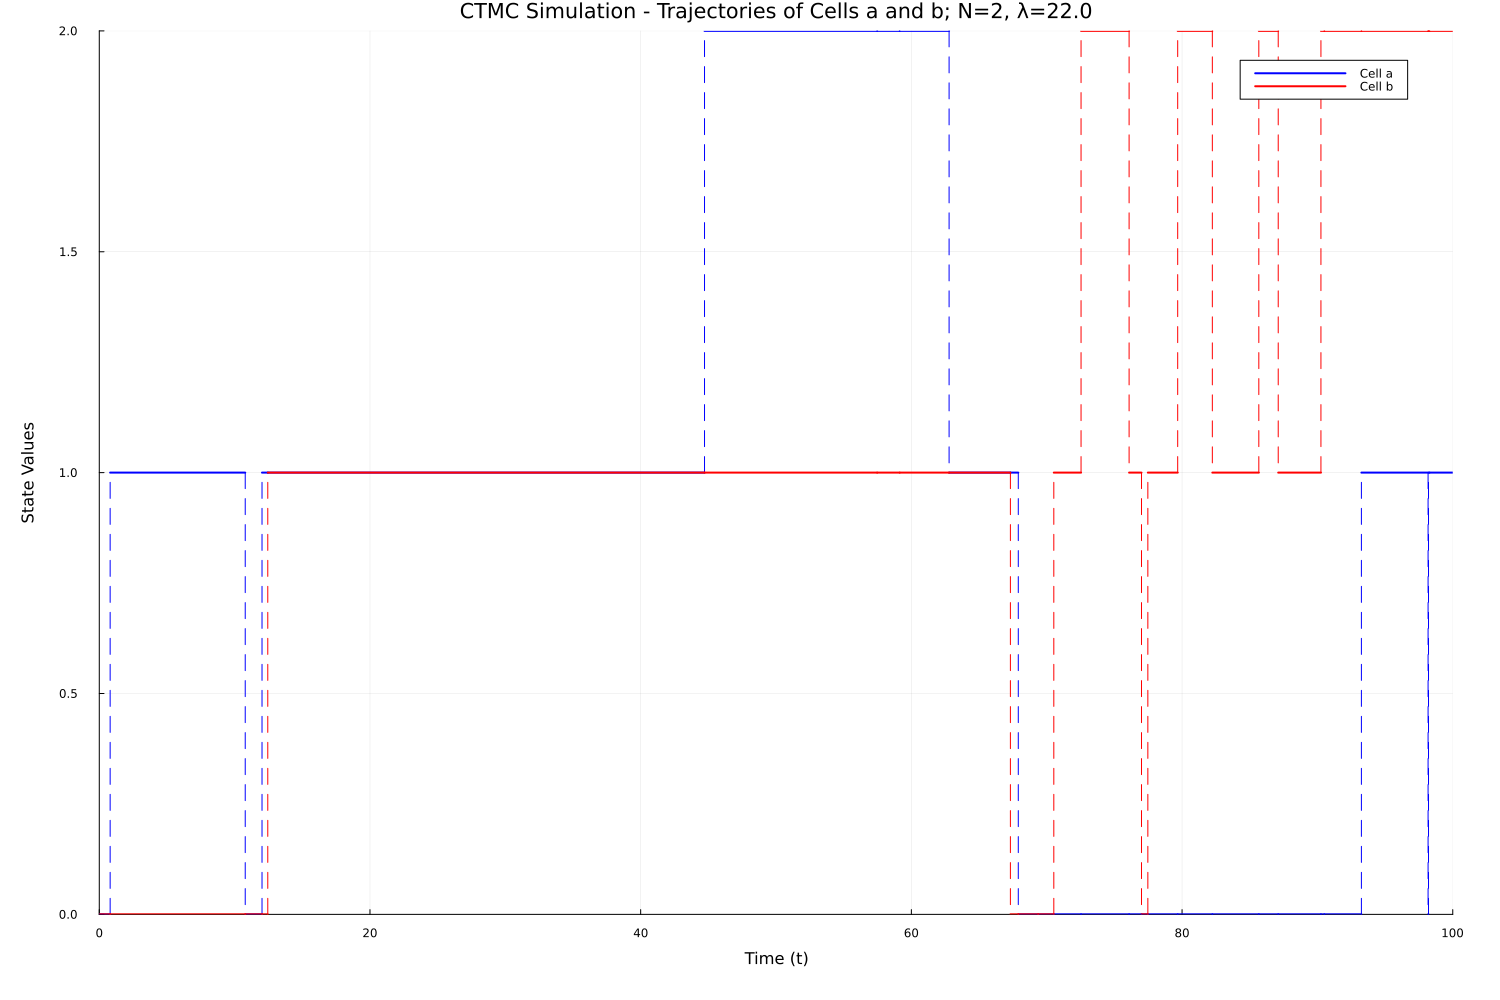 CTMC Simulation - Trajectories of Cells a and b; N=2, λ=22.0
2.0
Cell a
Cell b
1.5
State Values
1.0
0.5
0.0
0 20 40 60 80 100
Time (t)